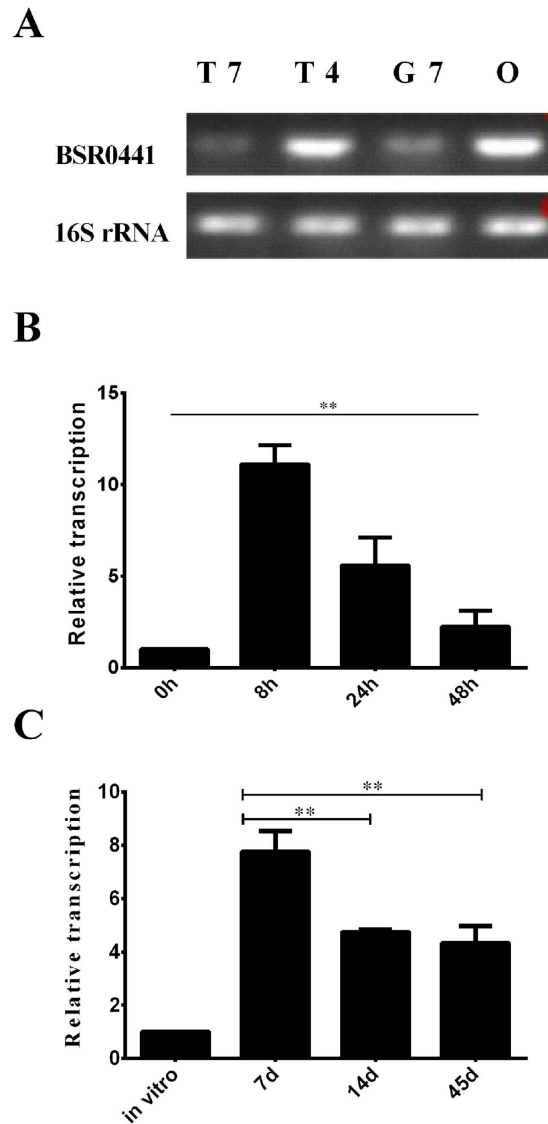 A
T 7 T 4 G 7 O
BSR0441
16S rRNA
B
Relative transcription
15
10
5
0
**
0h 8h 24h 48h
C
Relative transcription
10
8
6
4
2
0
**
**
in vitro 7d 14d 45d